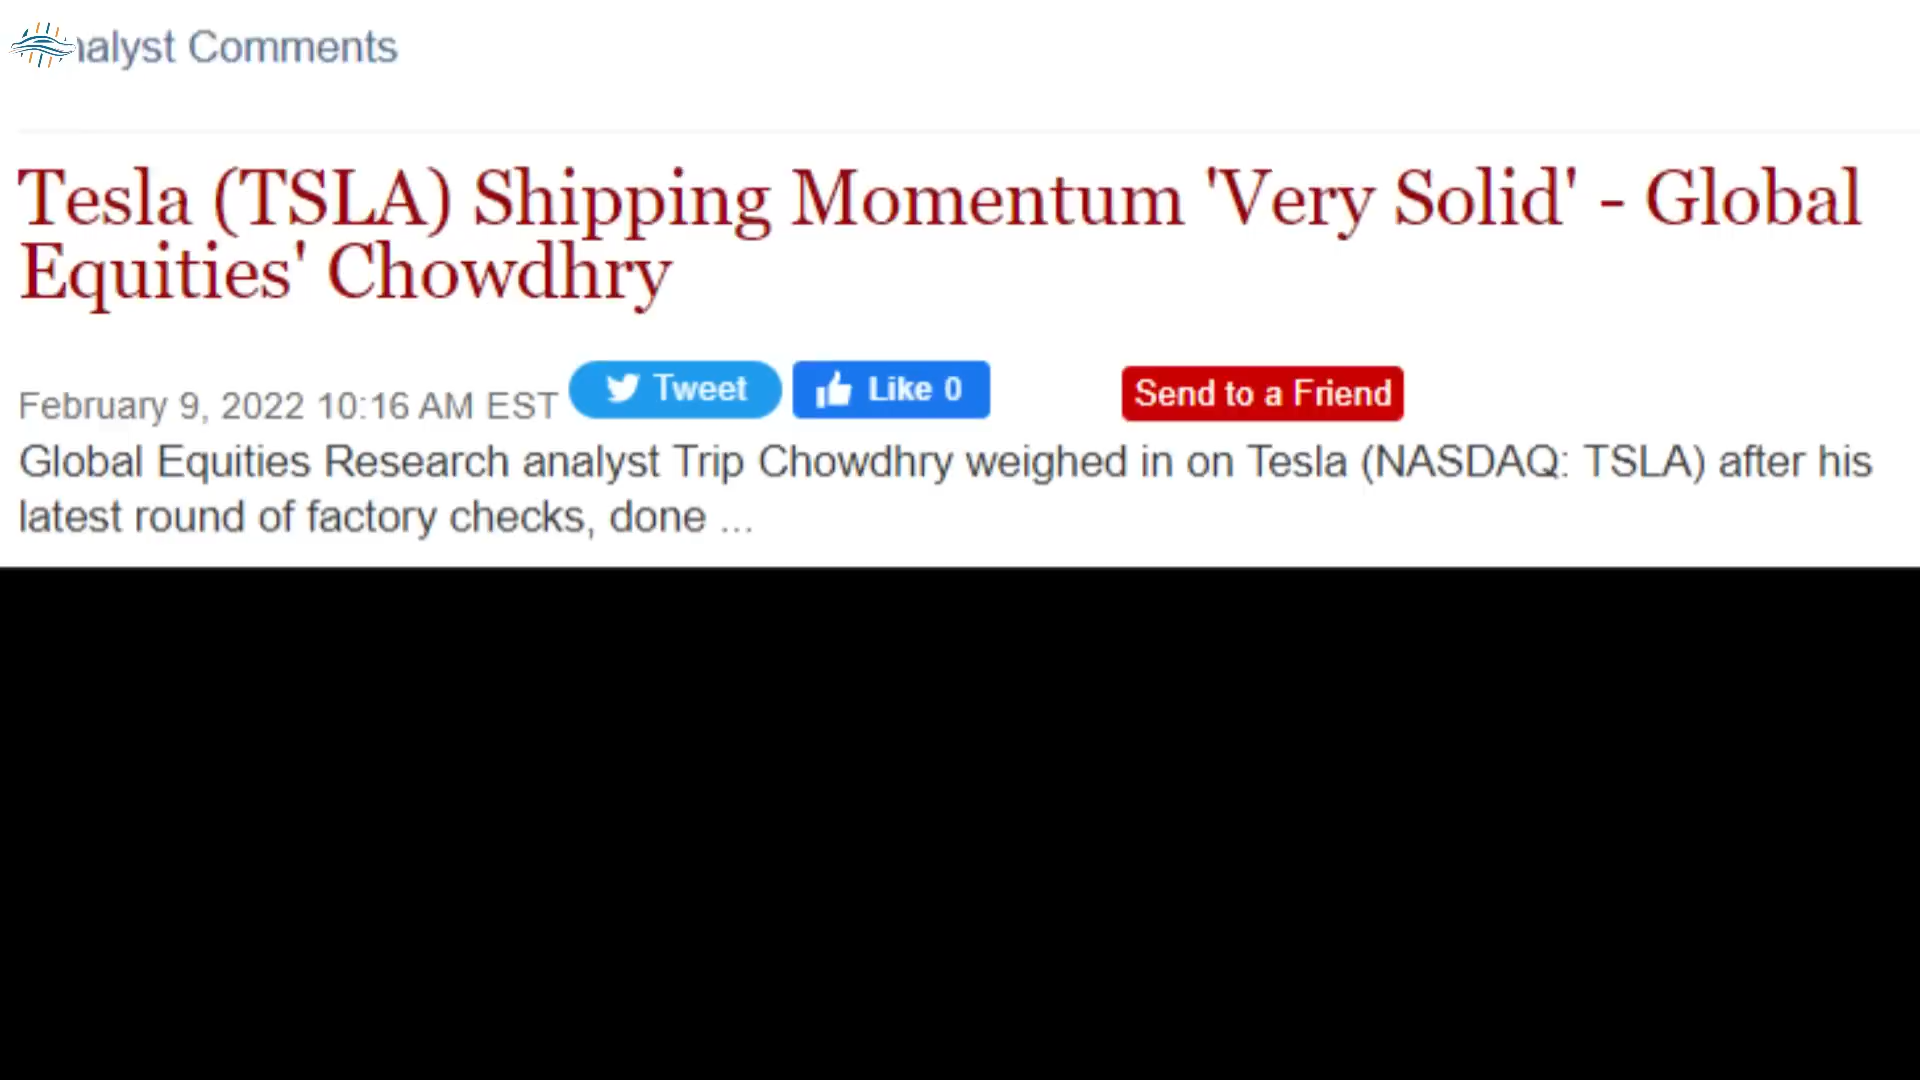 nalyst Comments
Tesla (TSLA) Shipping Momentum 'Very Solid' - Global
Equities' Chowdhry
February 9, 2022 10:16 AM EST Tweet Like 0 Send to a Friend
Global Equities Research analyst Trip Chowdhry weighed in on Tesla (NASDAQ: TSLA) after his
latest round of factory checks, done ...